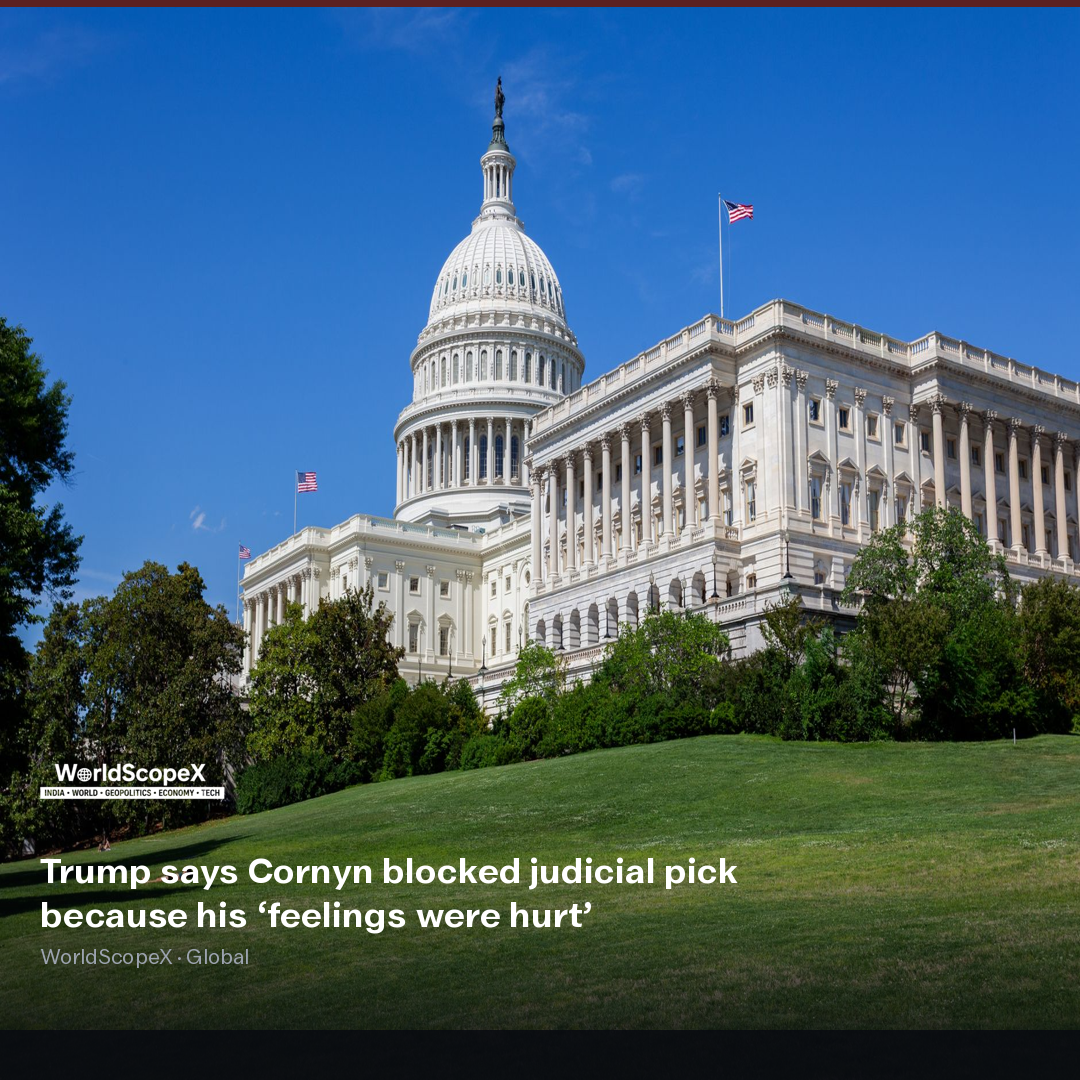 WorldScopeX
INDIA • WORLD • GEOPOLITICS • ECONOMY • TECH
Trump says Cornyn blocked judicial pick
because his ‘feelings were hurt’
WorldScopeX · Global